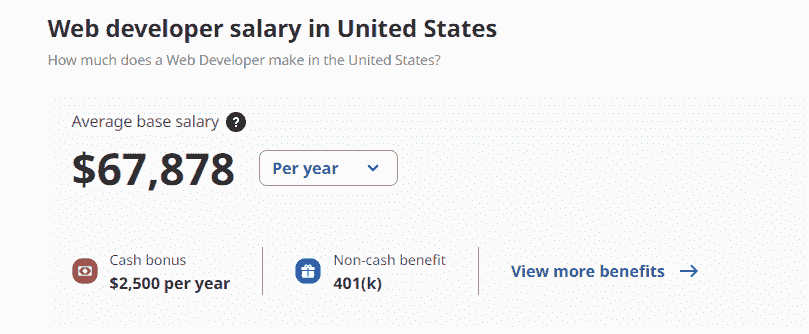 Web developer salary in United States
How much does a Web Developer make in the United States?
Average base salary ?
$67,878 Per year
Cash bonus
$2,500 per year
Non-cash benefit
401(k)
View more benefits →